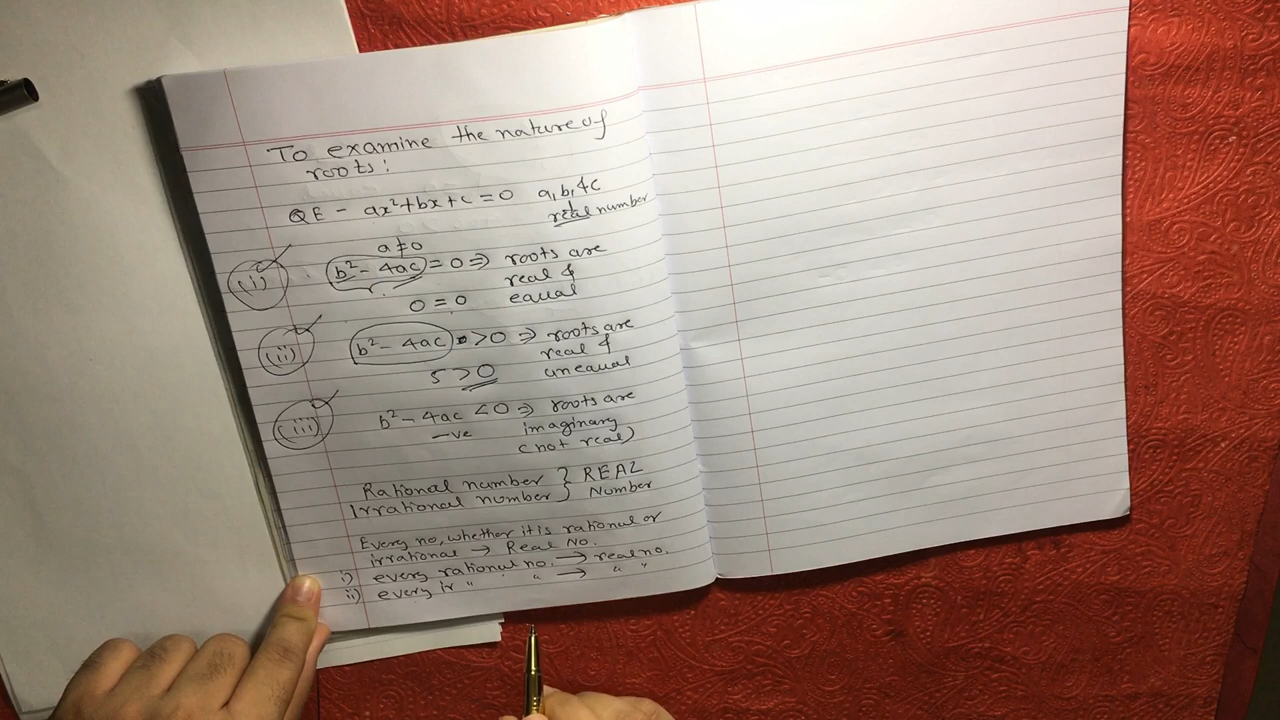 To examine the nature of
roots:
QE - ax²+bx+c=0 a,b,&c
real number
a≠0
(i) b²-4ac=0 ⇒ roots are
real &
0=0 equal
(ii) b²-4ac >0 ⇒ roots are
real &
5>0 unequal
(iii) b²-4ac <0 ⇒ roots are
-ve imaginary
(not real)
Rational number } REAL
Irrational number } Number
Every no, whether it is rational or
irrational → Real No.
i) every rational no. → real no.
ii) every ir " " → " "